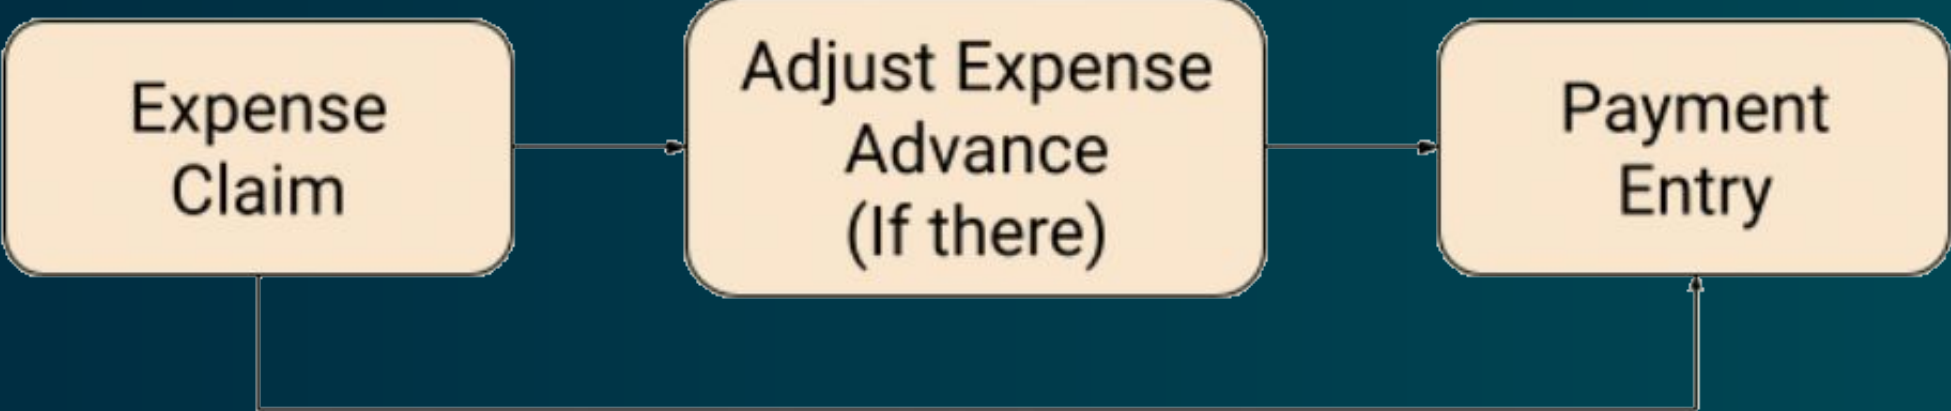 Expense
Claim
Adjust Expense
Advance
(If there)
Payment
Entry